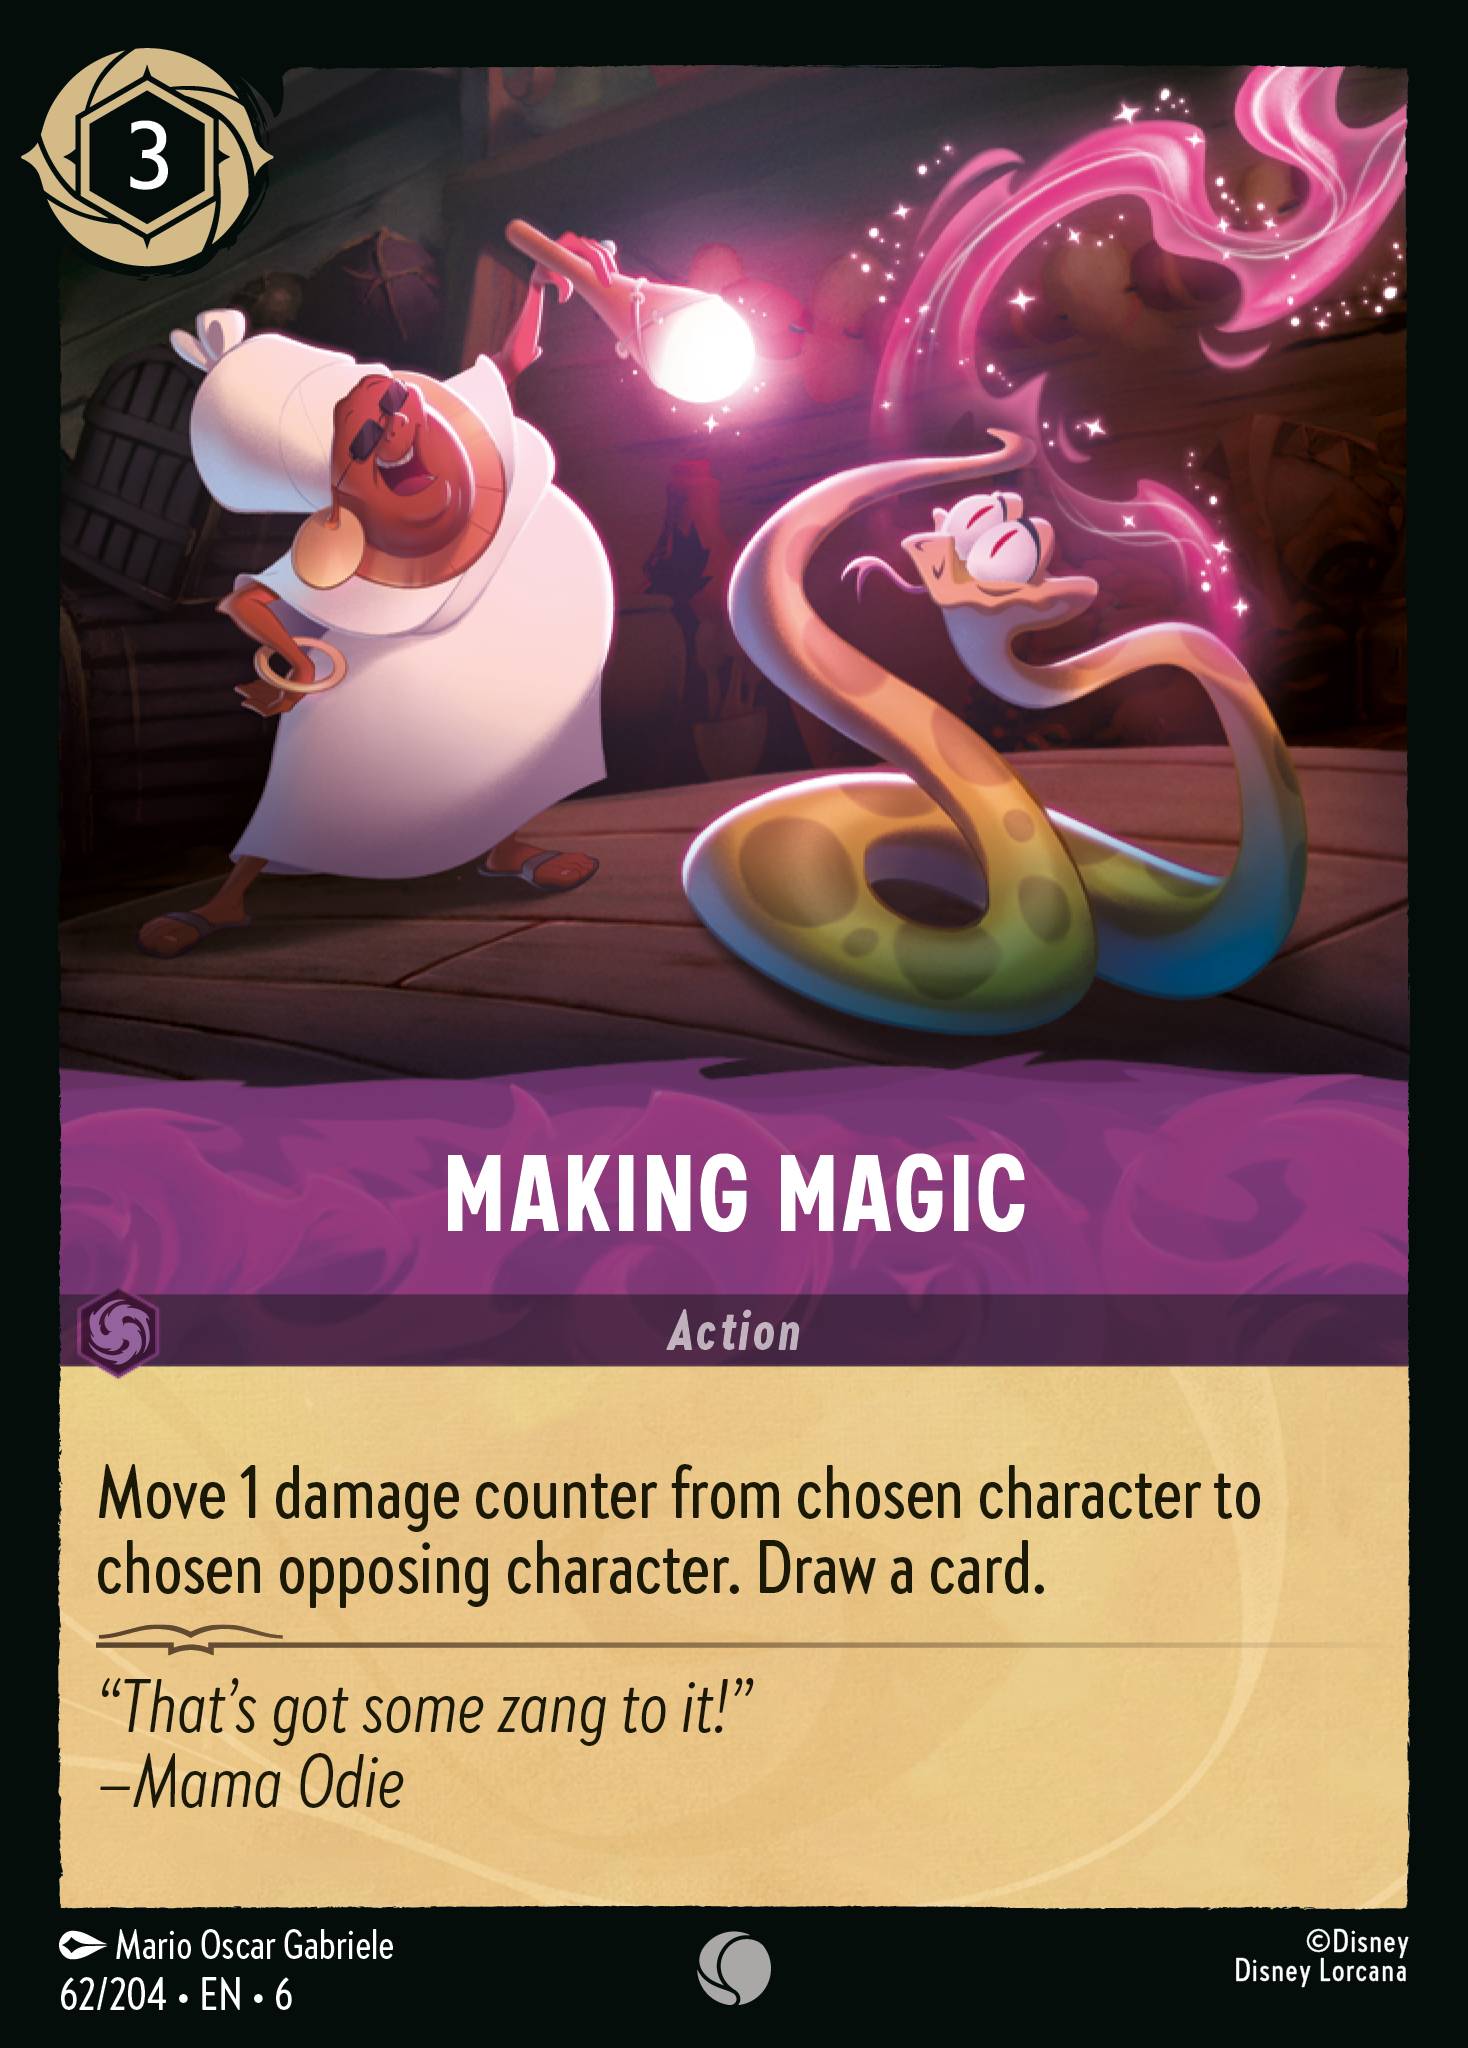 3
MAKING MAGIC
Action
Move 1 damage counter from chosen character to
chosen opposing character. Draw a card.
“That’s got some zang to it!”
–Mama Odie
Mario Oscar Gabriele
62/204 • EN • 6
©Disney
Disney Lorcana